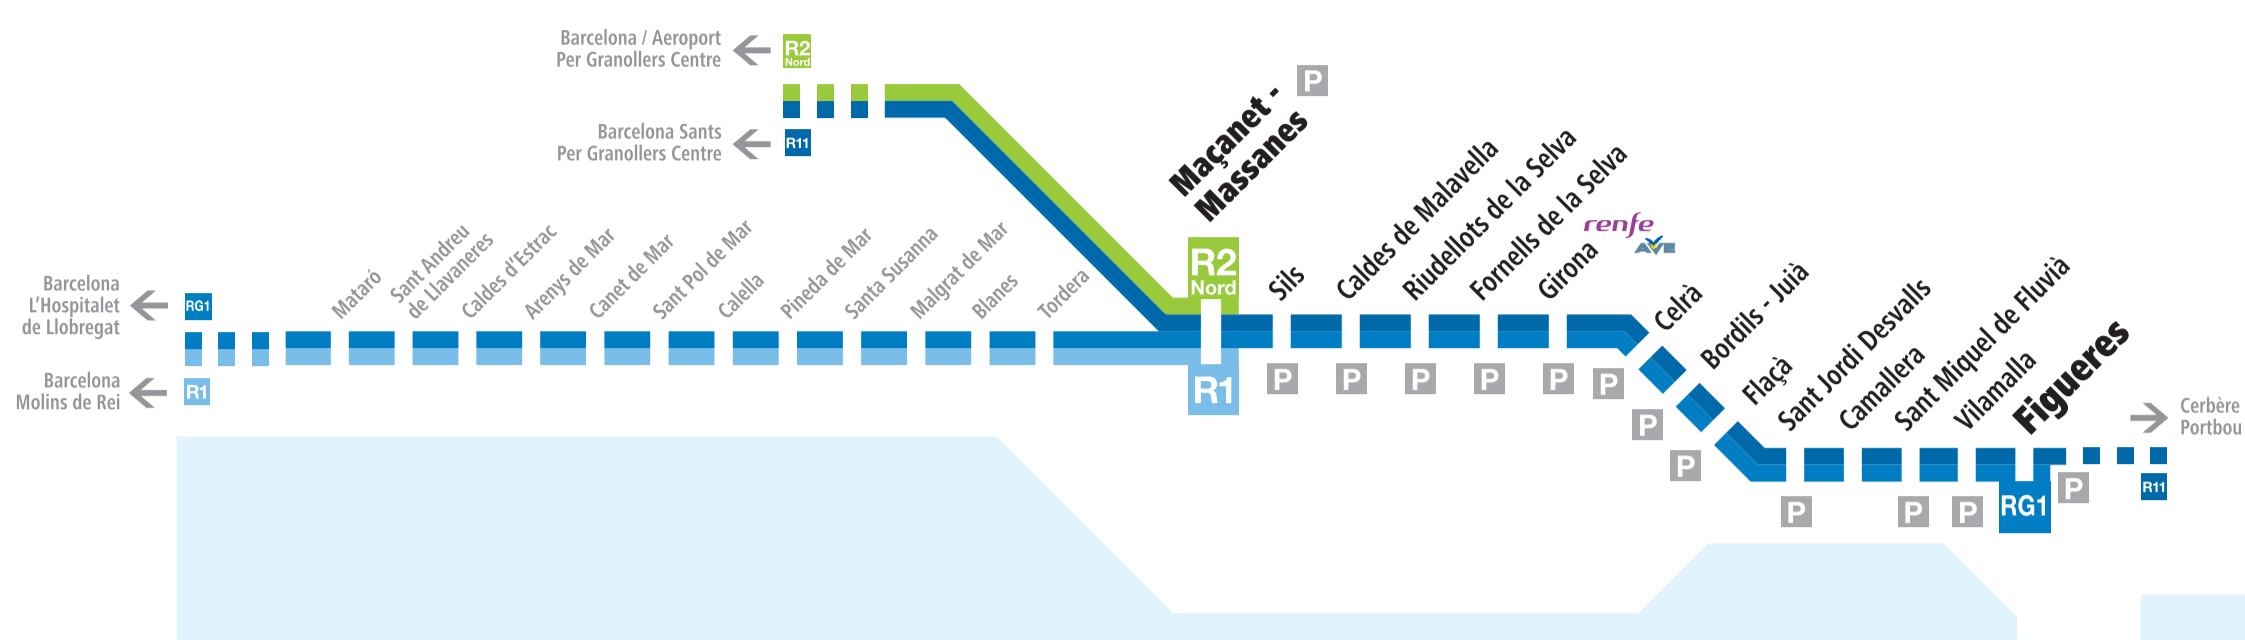 Barcelona / Aeroport
Per Granollers Centre
R2
Nord
Barcelona Sants
Per Granollers Centre
R11
Barcelona
L'Hospitalet
de Llobregat
RG1
Barcelona
Molins de Rei
R1
Mataró
Sant Andreu
de Llavaneres
Caldes d'Estrac
Arenys de Mar
Canet de Mar
Sant Pol de Mar
Calella
Pineda de Mar
Santa Susanna
Malgrat de Mar
Blanes
Tordera
Maçanet -
Massanes
P
R2
Nord
R1
Sils
Caldes de Malavella
Riudellots de la Selva
Fornells de la Selva
Girona
renfe
AVE
Celrà
Bordils - Juià
Flaçà
Sant Jordi Desvalls
Camallera
Sant Miquel de Fluvià
Vilamalla
Figueres
P
P
P
P
P
P
P
P
P
P
P
RG1
P
Cerbère
Portbou
R11